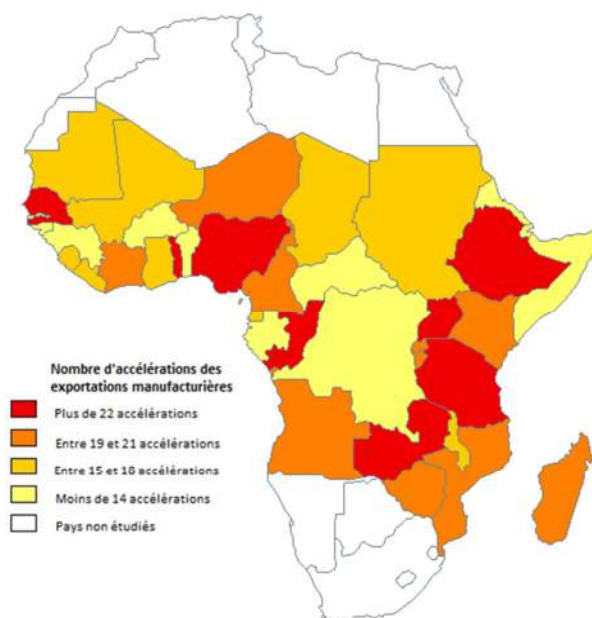 Nombre d'accélérations des
exportations manufacturières
Plus de 22 accélérations
Entre 19 et 21 accélérations
Entre 15 et 18 accélérations
Moins de 14 accélérations
Pays non étudiés